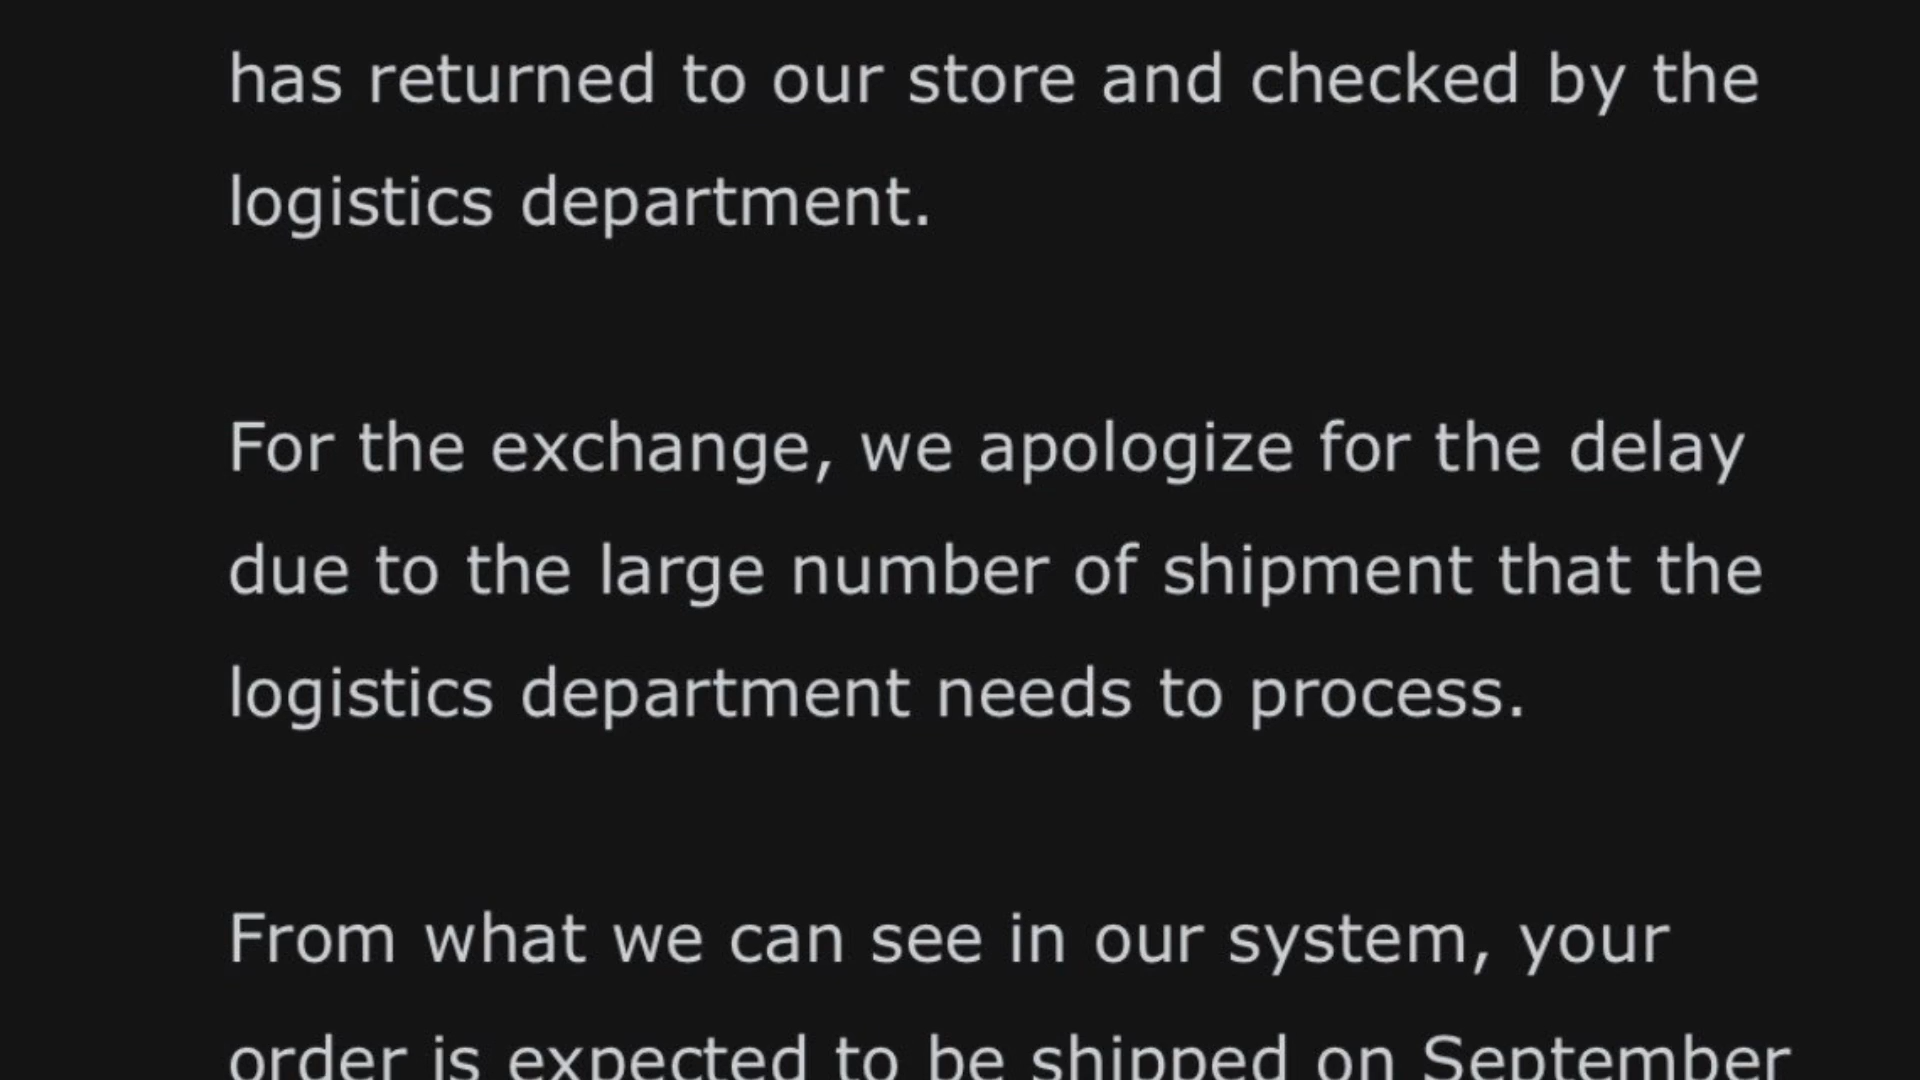 has returned to our store and checked by the
logistics department.
For the exchange, we apologize for the delay
due to the large number of shipment that the
logistics department needs to process.
From what we can see in our system, your
order is expected to be shipped on September